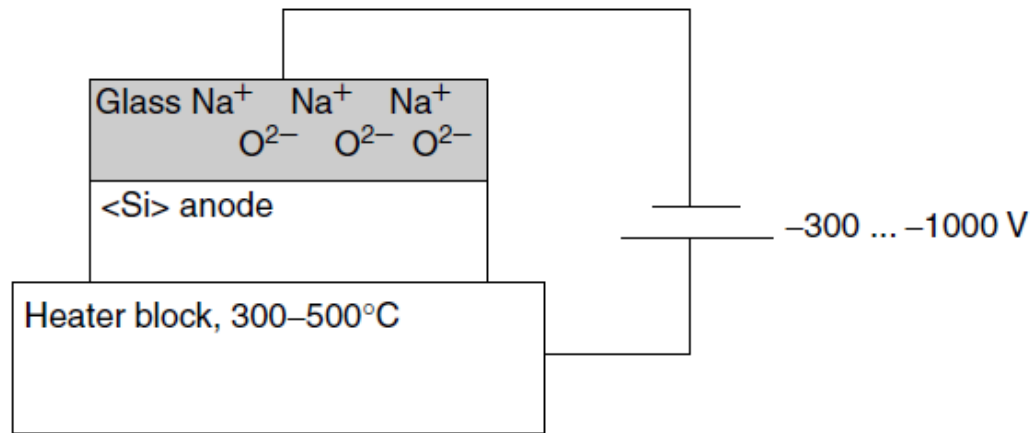 Glass Na⁺ Na⁺ Na⁺
O²⁻ O²⁻ O²⁻
<Si> anode
–300 ... –1000 V
Heater block, 300–500°C